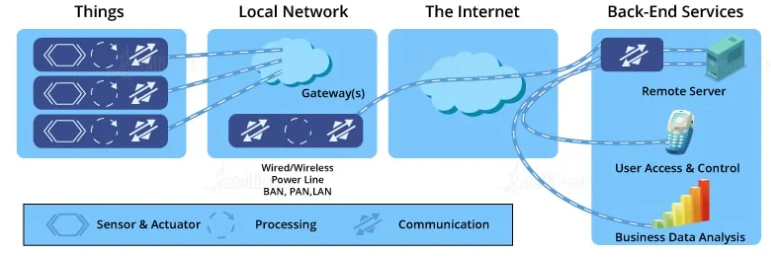 Things
Local Network
The Internet
Back-End Services
Gateway(s)
Remote Server
Wired/Wireless
Power Line
BAN, PAN,LAN
User Access & Control
Sensor & Actuator
Processing
Communication
Business Data Analysis